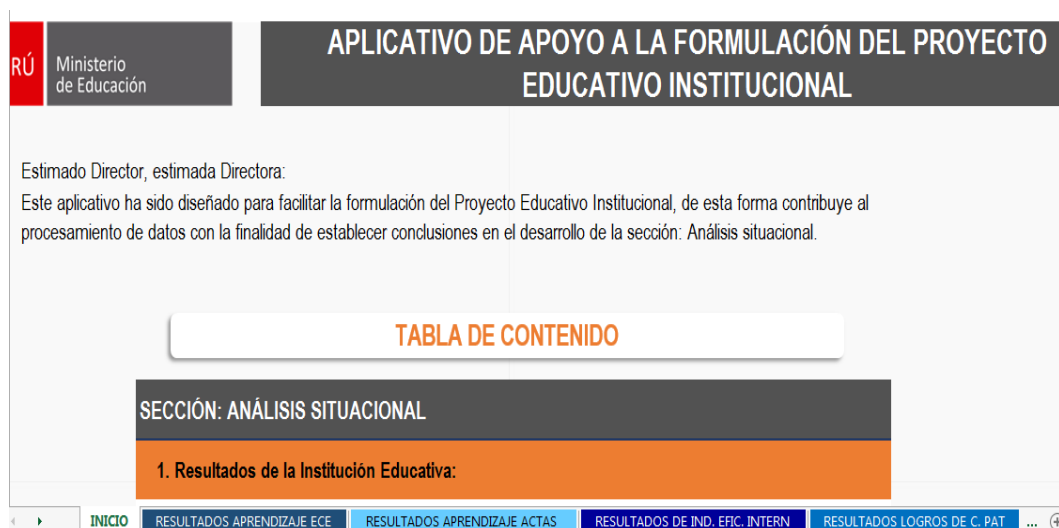 RÚ
Ministerio
de Educación
APLICATIVO DE APOYO A LA FORMULACIÓN DEL PROYECTO
EDUCATIVO INSTITUCIONAL
Estimado Director, estimada Directora:
Este aplicativo ha sido diseñado para facilitar la formulación del Proyecto Educativo Institucional, de esta forma contribuye al
procesamiento de datos con la finalidad de establecer conclusiones en el desarrollo de la sección: Análisis situacional.
TABLA DE CONTENIDO
SECCIÓN: ANÁLISIS SITUACIONAL
1. Resultados de la Institución Educativa:
INICIO RESULTADOS APRENDIZAJE ECE RESULTADOS APRENDIZAJE ACTAS RESULTADOS DE IND. EFIC. INTERN RESULTADOS LOGROS DE C. PAT ...